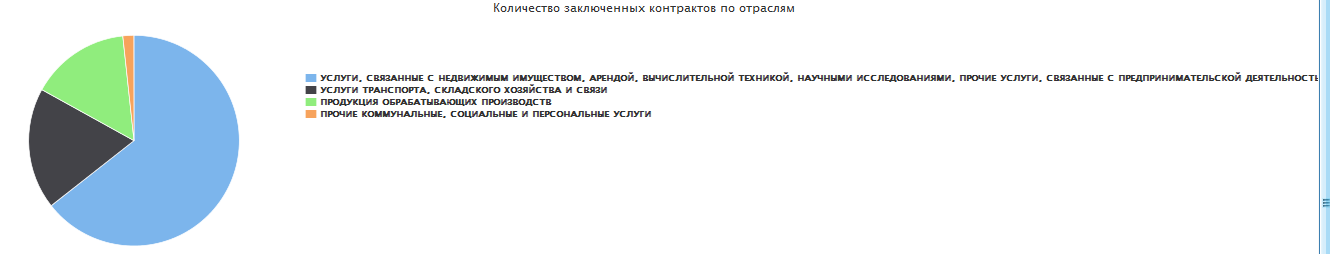 Количество заключенных контрактов по отраслям
УСЛУГИ, СВЯЗАННЫЕ С НЕДВИЖИМЫМ ИМУЩЕСТВОМ, АРЕНДОЙ, ВЫЧИСЛИТЕЛЬНОЙ ТЕХНИКОЙ, НАУЧНЫМИ ИССЛЕДОВАНИЯМИ, ПРОЧИЕ УСЛУГИ, СВЯЗАННЫЕ С ПРЕДПРИНИМАТЕЛЬСКОЙ ДЕЯТЕЛЬНОСТЬ
УСЛУГИ ТРАНСПОРТА, СКЛАДСКОГО ХОЗЯЙСТВА И СВЯЗИ
ПРОДУКЦИЯ ОБРАБАТЫВАЮЩИХ ПРОИЗВОДСТВ
ПРОЧИЕ КОММУНАЛЬНЫЕ, СОЦИАЛЬНЫЕ И ПЕРСОНАЛЬНЫЕ УСЛУГИ